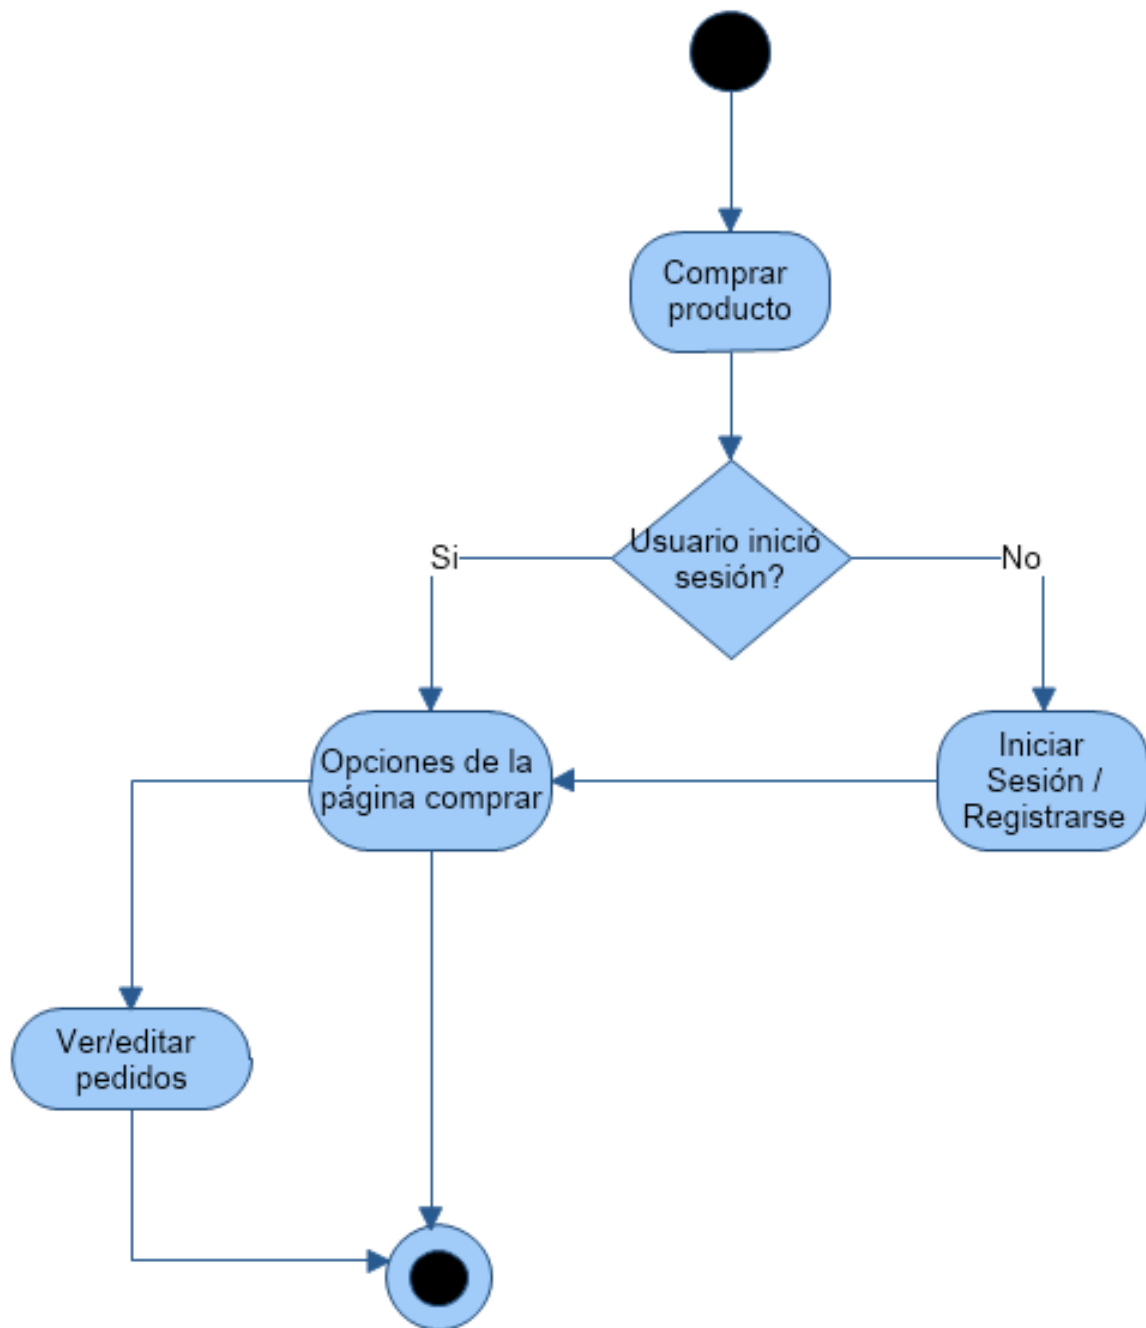 Comprar
producto
Usuario inició
sesión?
Si
No
Opciones de la
página comprar
Iniciar
Sesión /
Registrarse
Ver/editar
pedidos